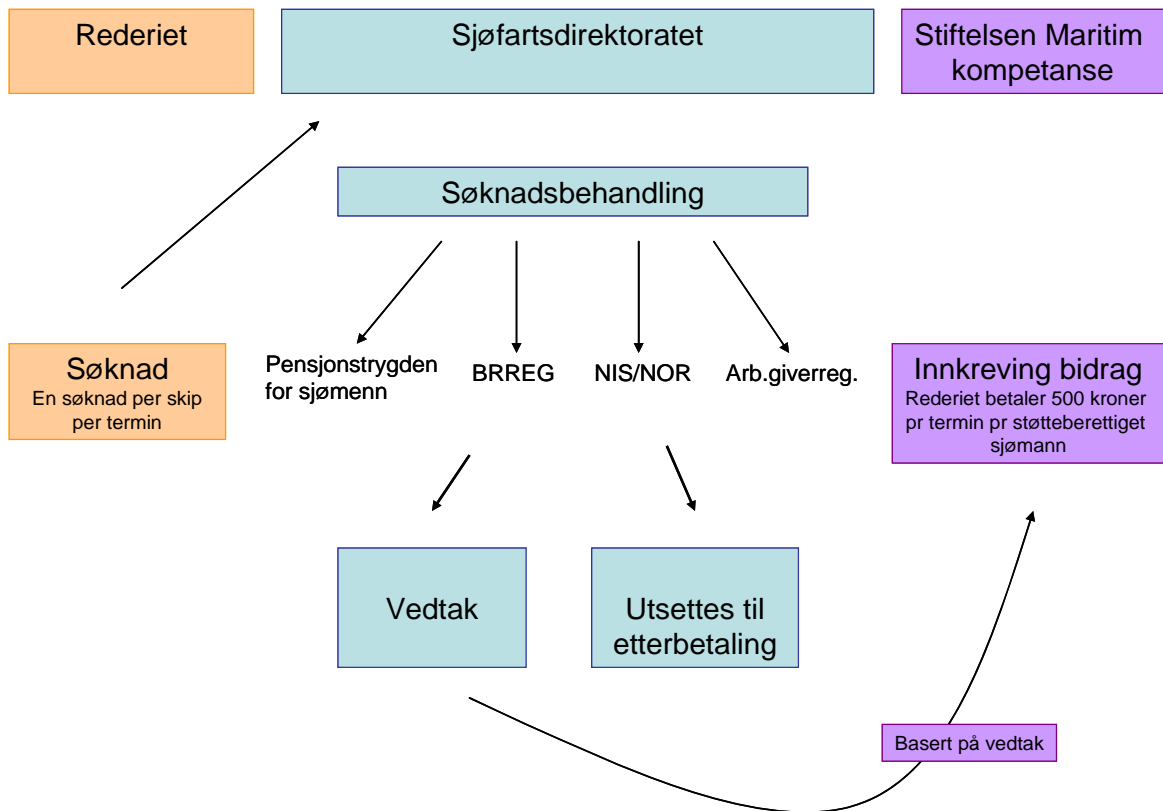 Rederiet
Sjøfartsdirektoratet
Stiftelsen Maritim
kompetanse
Søknadsbehandling
Pensjonstrygden
for sjømenn
BRREG
NIS/NOR
Arb.giverreg.
Søknad
En søknad per skip
per termin
Innkreving bidrag
Rederiet betaler 500 kroner
pr termin pr støtteberettiget
sjømann
Vedtak
Utsettes til
etterbetaling
Basert på vedtak